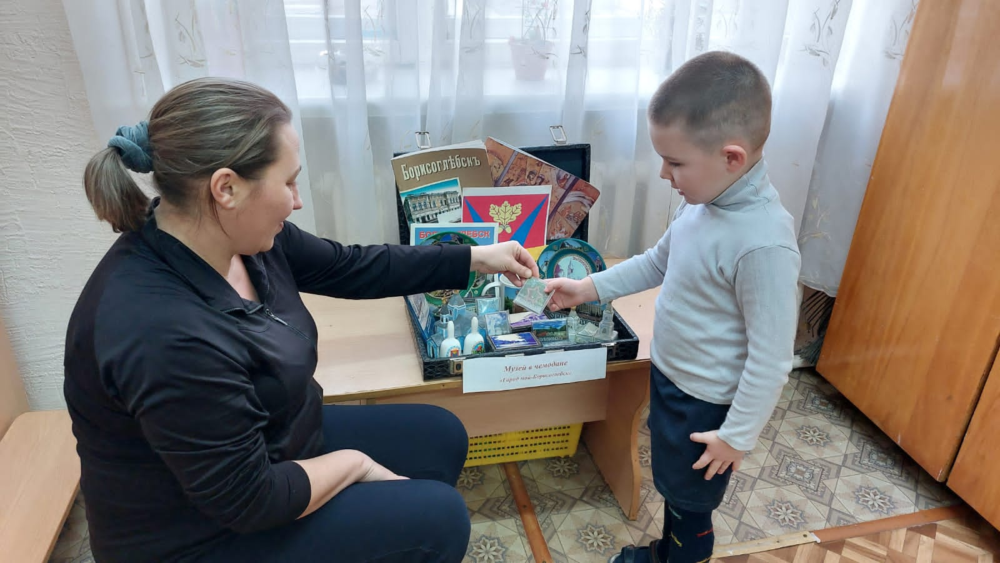 Борисоглѣбскъ
Музей в чемодане
«Город мой-Борисоглебск»